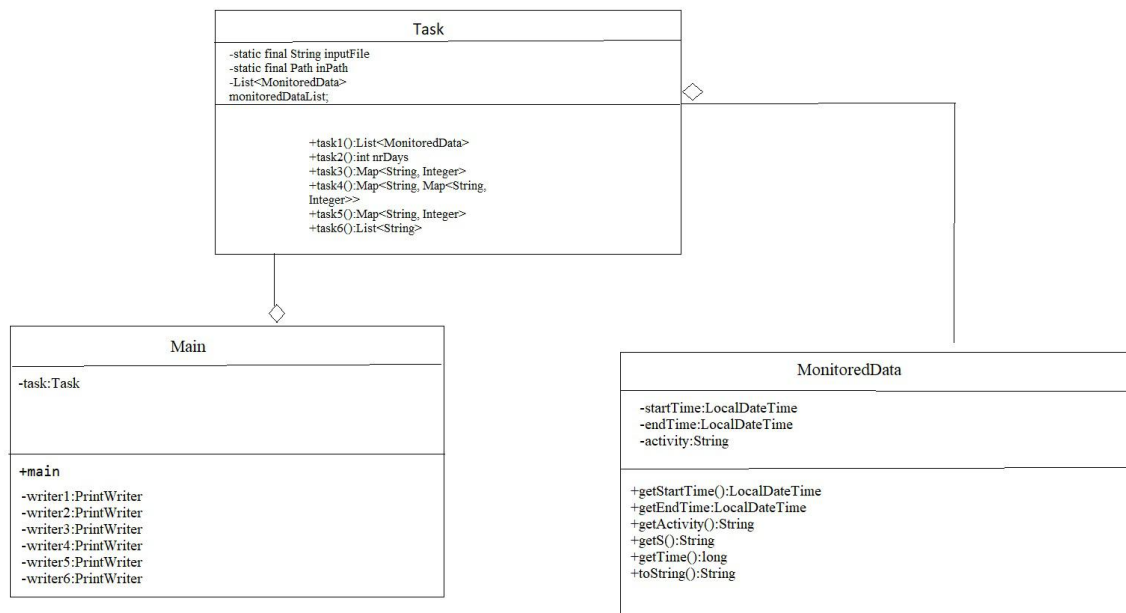 Task
-static final String inputFile
-static final Path inPath
-List<MonitoredData>
monitoredDataList;
+task1():List<MonitoredData>
+task2():int nrDays
+task3():Map<String, Integer>
+task4():Map<String, Map<String,
Integer>>
+task5():Map<String, Integer>
+task6():List<String>
Main
-task:Task
+main
-writer1:PrintWriter
-writer2:PrintWriter
-writer3:PrintWriter
-writer4:PrintWriter
-writer5:PrintWriter
-writer6:PrintWriter
MonitoredData
-startTime:LocalDateTime
-endTime:LocalDateTime
-activity:String
+getStartTime():LocalDateTime
+getEndTime:LocalDateTime
+getActivity():String
+getS():String
+getTime():long
+toString():String